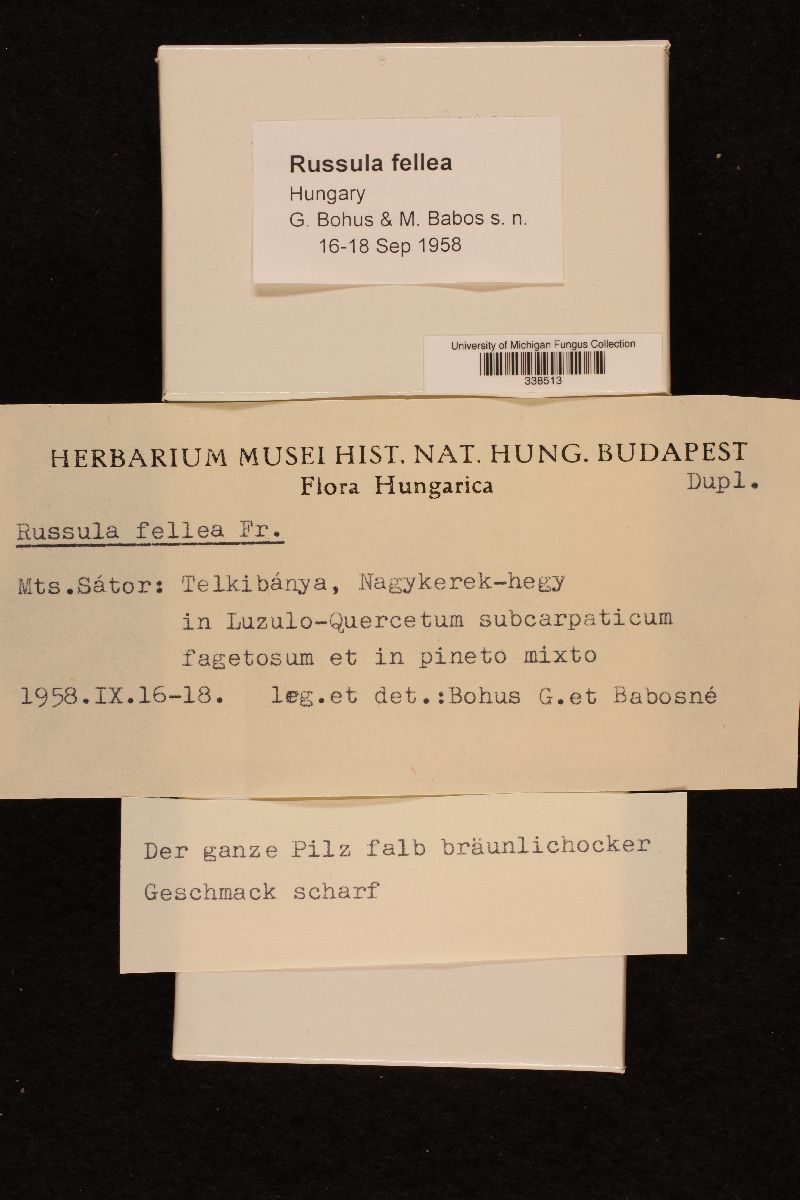 Russula fellea
Hungary
G. Bohus & M. Babos s. n.
16-18 Sep 1958
University of Michigan Fungus Collection
338513
HERBARIUM MUSEI HIST. NAT. HUNG. BUDAPEST
Flora Hungarica
Dupl.
Russula fellea Fr.
Mts.Sátor: Telkibánya, Nagykerek-hegy
in Luzulo-Quercetum subcarpaticum
fagetosum et in pineto mixto
1958.IX.16-18. leg.et det.:Bohus G.et Babosné
Der ganze Pilz falb bräunlichocker
Geschmack scharf